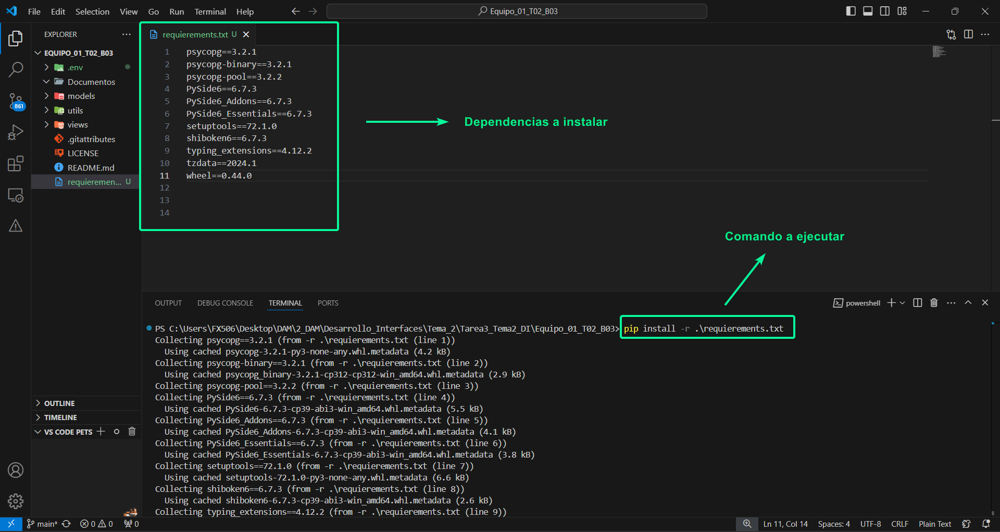 File Edit Selection View Go Run Terminal Help
Equipo_01_T02_B03
EXPLORER
EQUIPO_01_T02_B03
.env
Documentos
models
utils
views
.gitattributes
LICENSE
README.md
requieremen... U
OUTLINE
TIMELINE
VS CODE PETS
861
requierements.txt U
1 psycopg==3.2.1
2 psycopg-binary==3.2.1
3 psycopg-pool==3.2.2
4 PySide6==6.7.3
5 PySide6_Addons==6.7.3
6 PySide6_Essentials==6.7.3
7 setuptools==72.1.0
8 shiboken6==6.7.3
9 typing_extensions==4.12.2
10 tzdata==2024.1
11 wheel==0.44.0
12
13
14
Dependencias a instalar
Comando a ejecutar
OUTPUT DEBUG CONSOLE TERMINAL PORTS
powershell
PS C:\Users\FX506\Desktop\DAM\2_DAM\Desarrollo_Interfaces\Tema_2\Tarea3_Tema2_DI\Equipo_01_T02_B03> pip install -r .\requierements.txt
Collecting psycopg==3.2.1 (from -r .\requierements.txt (line 1))
Using cached psycopg-3.2.1-py3-none-any.whl.metadata (4.2 kB)
Collecting psycopg-binary==3.2.1 (from -r .\requierements.txt (line 2))
Using cached psycopg_binary-3.2.1-cp312-cp312-win_amd64.whl.metadata (2.9 kB)
Collecting psycopg-pool==3.2.2 (from -r .\requierements.txt (line 3))
Collecting PySide6==6.7.3 (from -r .\requierements.txt (line 4))
Using cached PySide6-6.7.3-cp39-abi3-win_amd64.whl.metadata (5.5 kB)
Collecting PySide6_Addons==6.7.3 (from -r .\requierements.txt (line 5))
Using cached PySide6_Addons-6.7.3-cp39-abi3-win_amd64.whl.metadata (4.1 kB)
Collecting PySide6_Essentials==6.7.3 (from -r .\requierements.txt (line 6))
Using cached PySide6_Essentials-6.7.3-cp39-abi3-win_amd64.whl.metadata (3.8 kB)
Collecting setuptools==72.1.0 (from -r .\requierements.txt (line 7))
Using cached setuptools-72.1.0-py3-none-any.whl.metadata (6.6 kB)
Collecting shiboken6==6.7.3 (from -r .\requierements.txt (line 8))
Using cached shiboken6-6.7.3-cp39-abi3-win_amd64.whl.metadata (2.6 kB)
Collecting typing_extensions==4.12.2 (from -r .\requierements.txt (line 9))
main* 0 0 0
Ln 11, Col 14 Spaces: 4 UTF-8 CRLF Plain Text